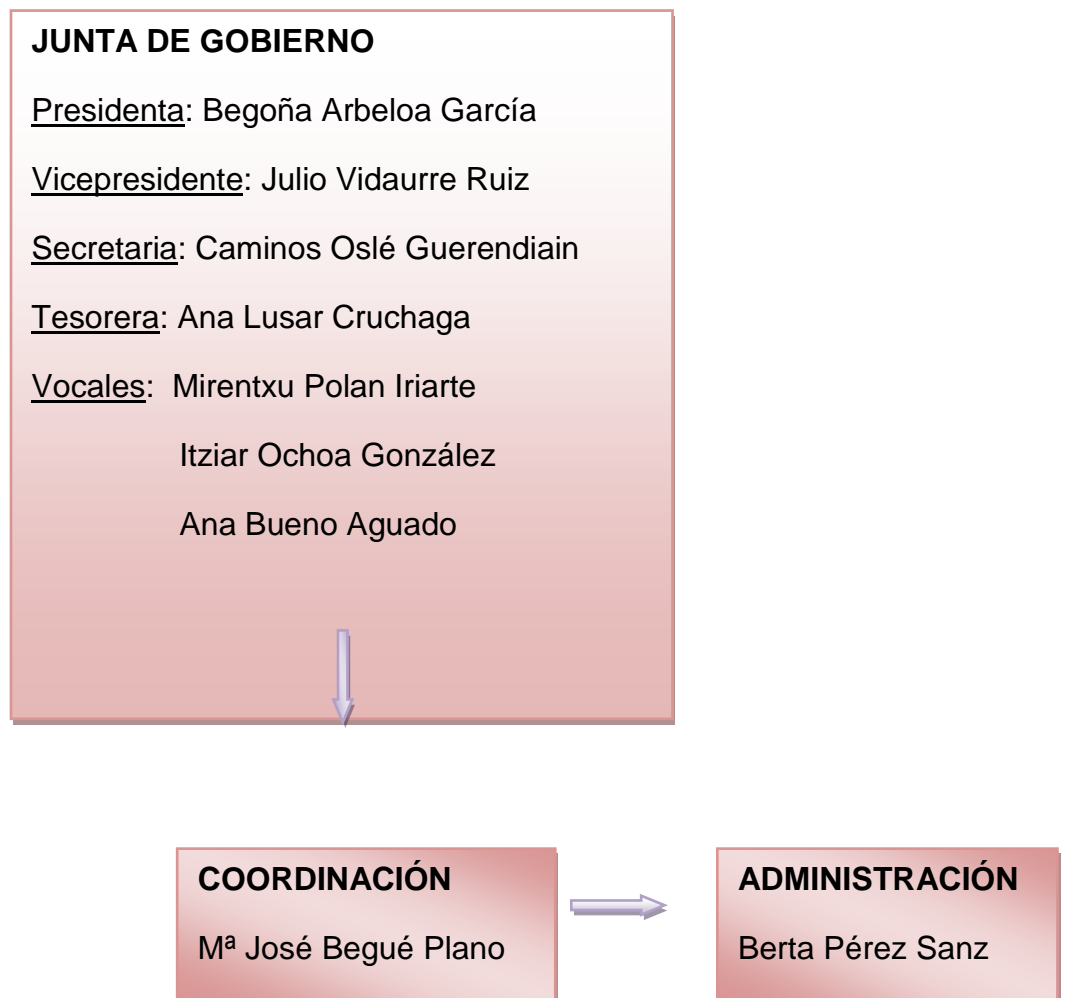 JUNTA DE GOBIERNO
Presidenta: Begoña Arbeloa García
Vicepresidente: Julio Vidaurre Ruiz
Secretaria: Caminos Oslé Guerendiain
Tesorera: Ana Lusar Cruchaga
Vocales: Mirentxu Polan Iriarte
Itziar Ochoa González
Ana Bueno Aguado
COORDINACIÓN
Mª José Begué Plano
ADMINISTRACIÓN
Berta Pérez Sanz